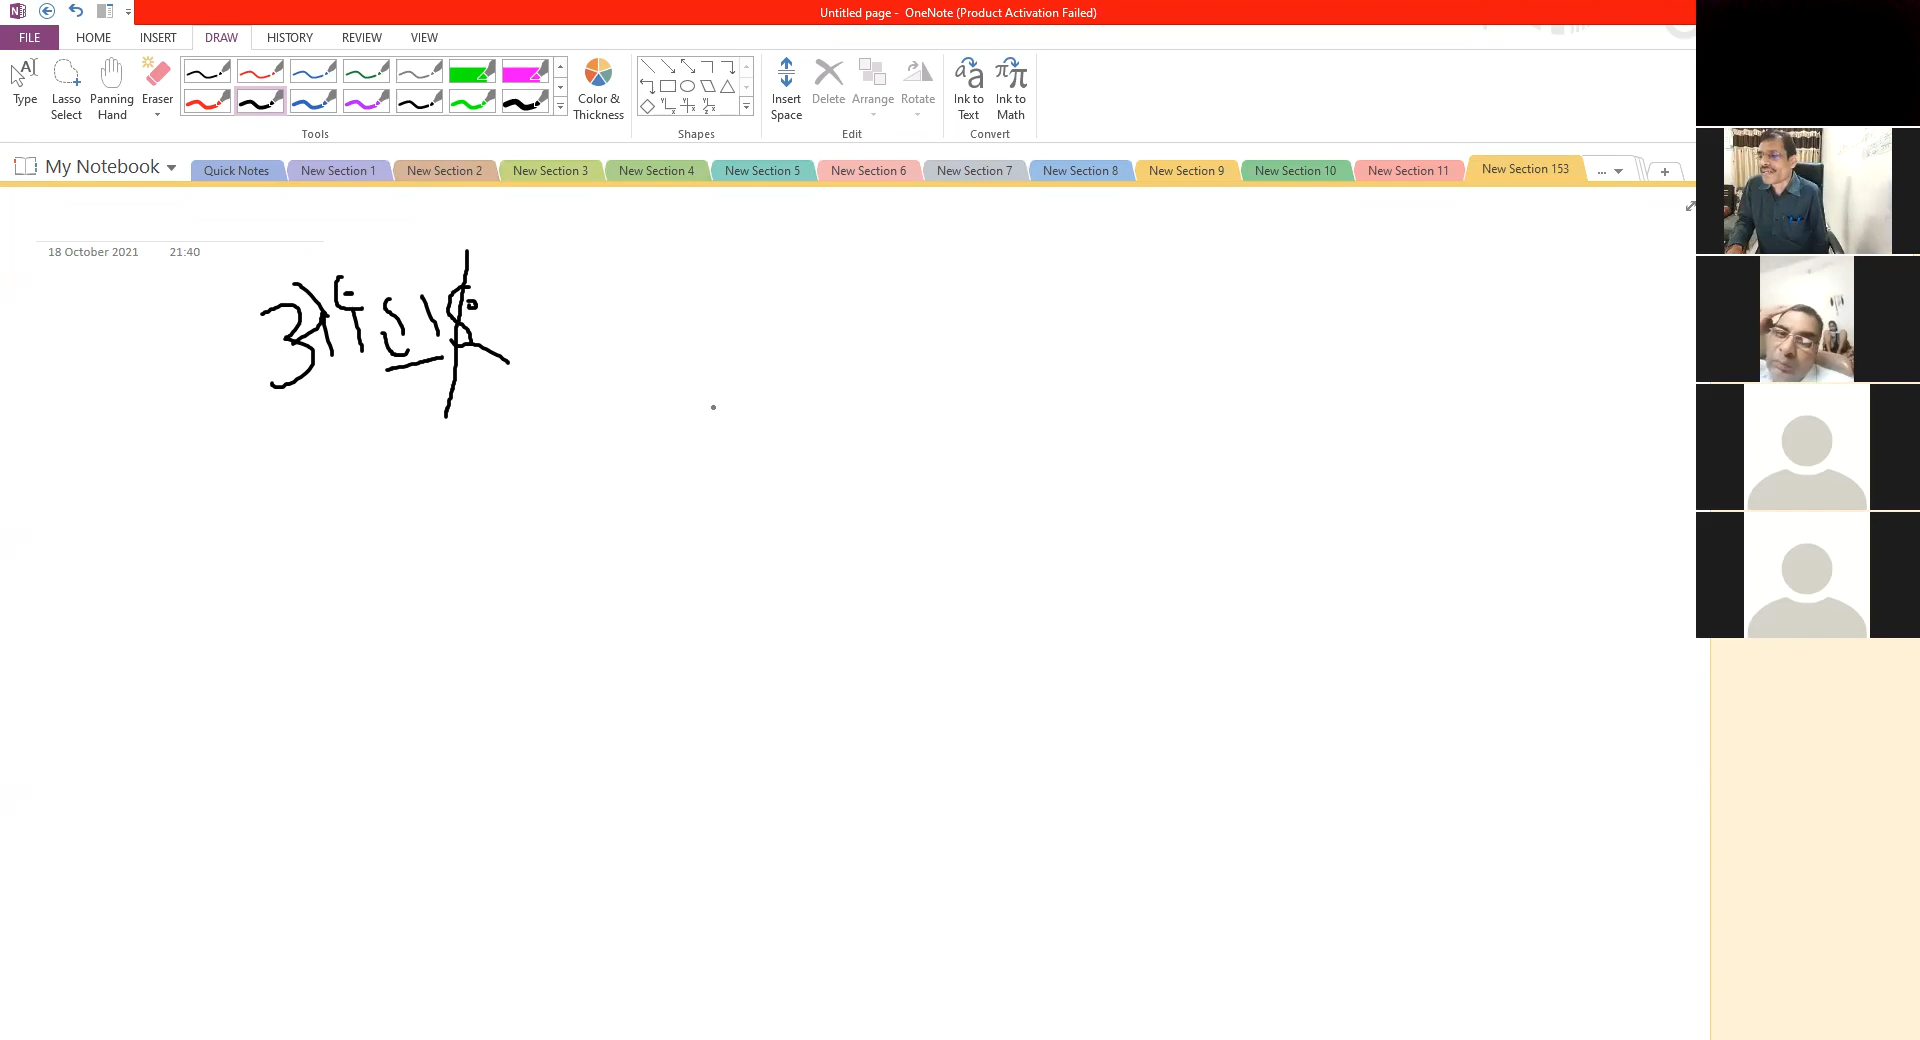 Untitled page - OneNote (Product Activation Failed)
FILE HOME INSERT DRAW HISTORY REVIEW VIEW
Type Lasso Select Panning Hand Eraser Color & Thickness Insert Space Delete Arrange Rotate Ink to Text Ink to Math
Tools Shapes Edit Convert
My Notebook Quick Notes New Section 1 New Section 2 New Section 3 New Section 4 New Section 5 New Section 6 New Section 7 New Section 8 New Section 9 New Section 10 New Section 11 New Section 153 ...
18 October 2021 21:40